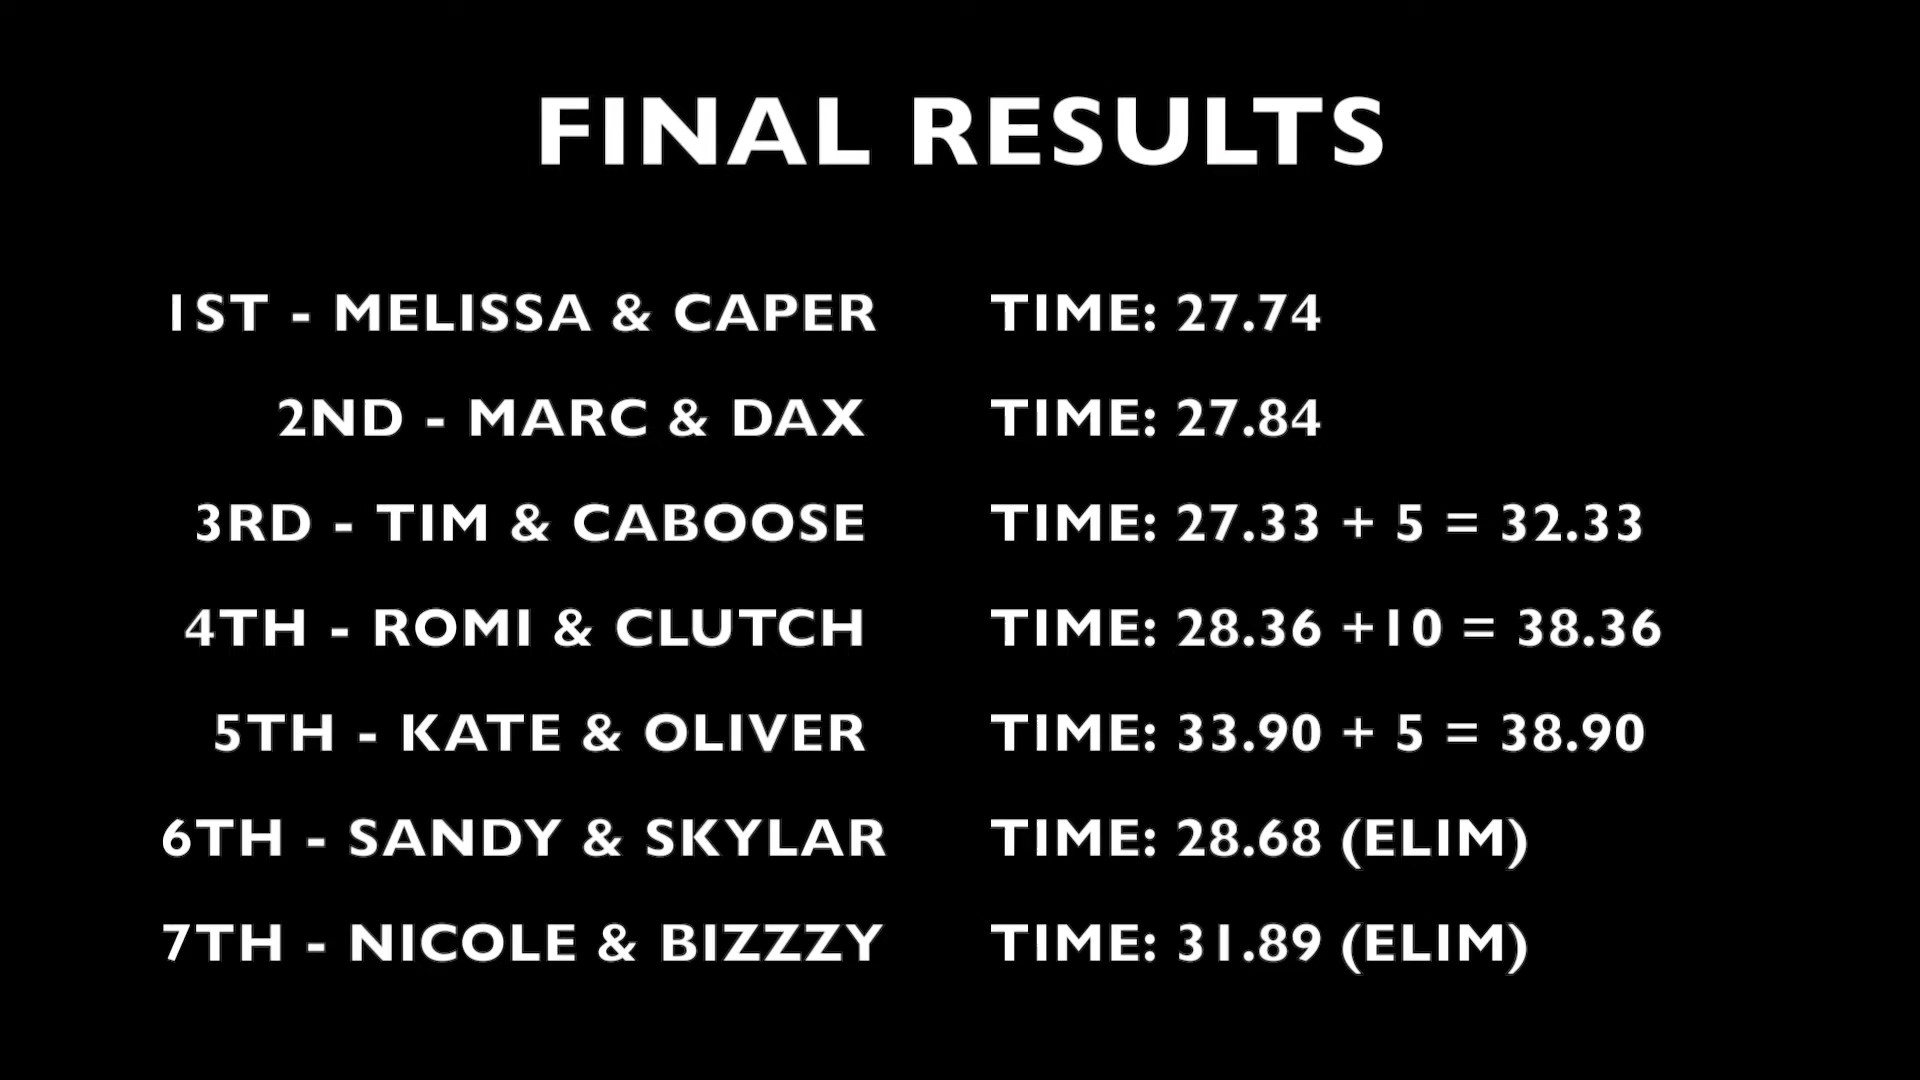 FINAL RESULTS
1ST - MELISSA & CAPER TIME: 27.74
2ND - MARC & DAX TIME: 27.84
3RD - TIM & CABOOSE TIME: 27.33 + 5 = 32.33
4TH - ROMI & CLUTCH TIME: 28.36 +10 = 38.36
5TH - KATE & OLIVER TIME: 33.90 + 5 = 38.90
6TH - SANDY & SKYLAR TIME: 28.68 (ELIM)
7TH - NICOLE & BIZZZY TIME: 31.89 (ELIM)